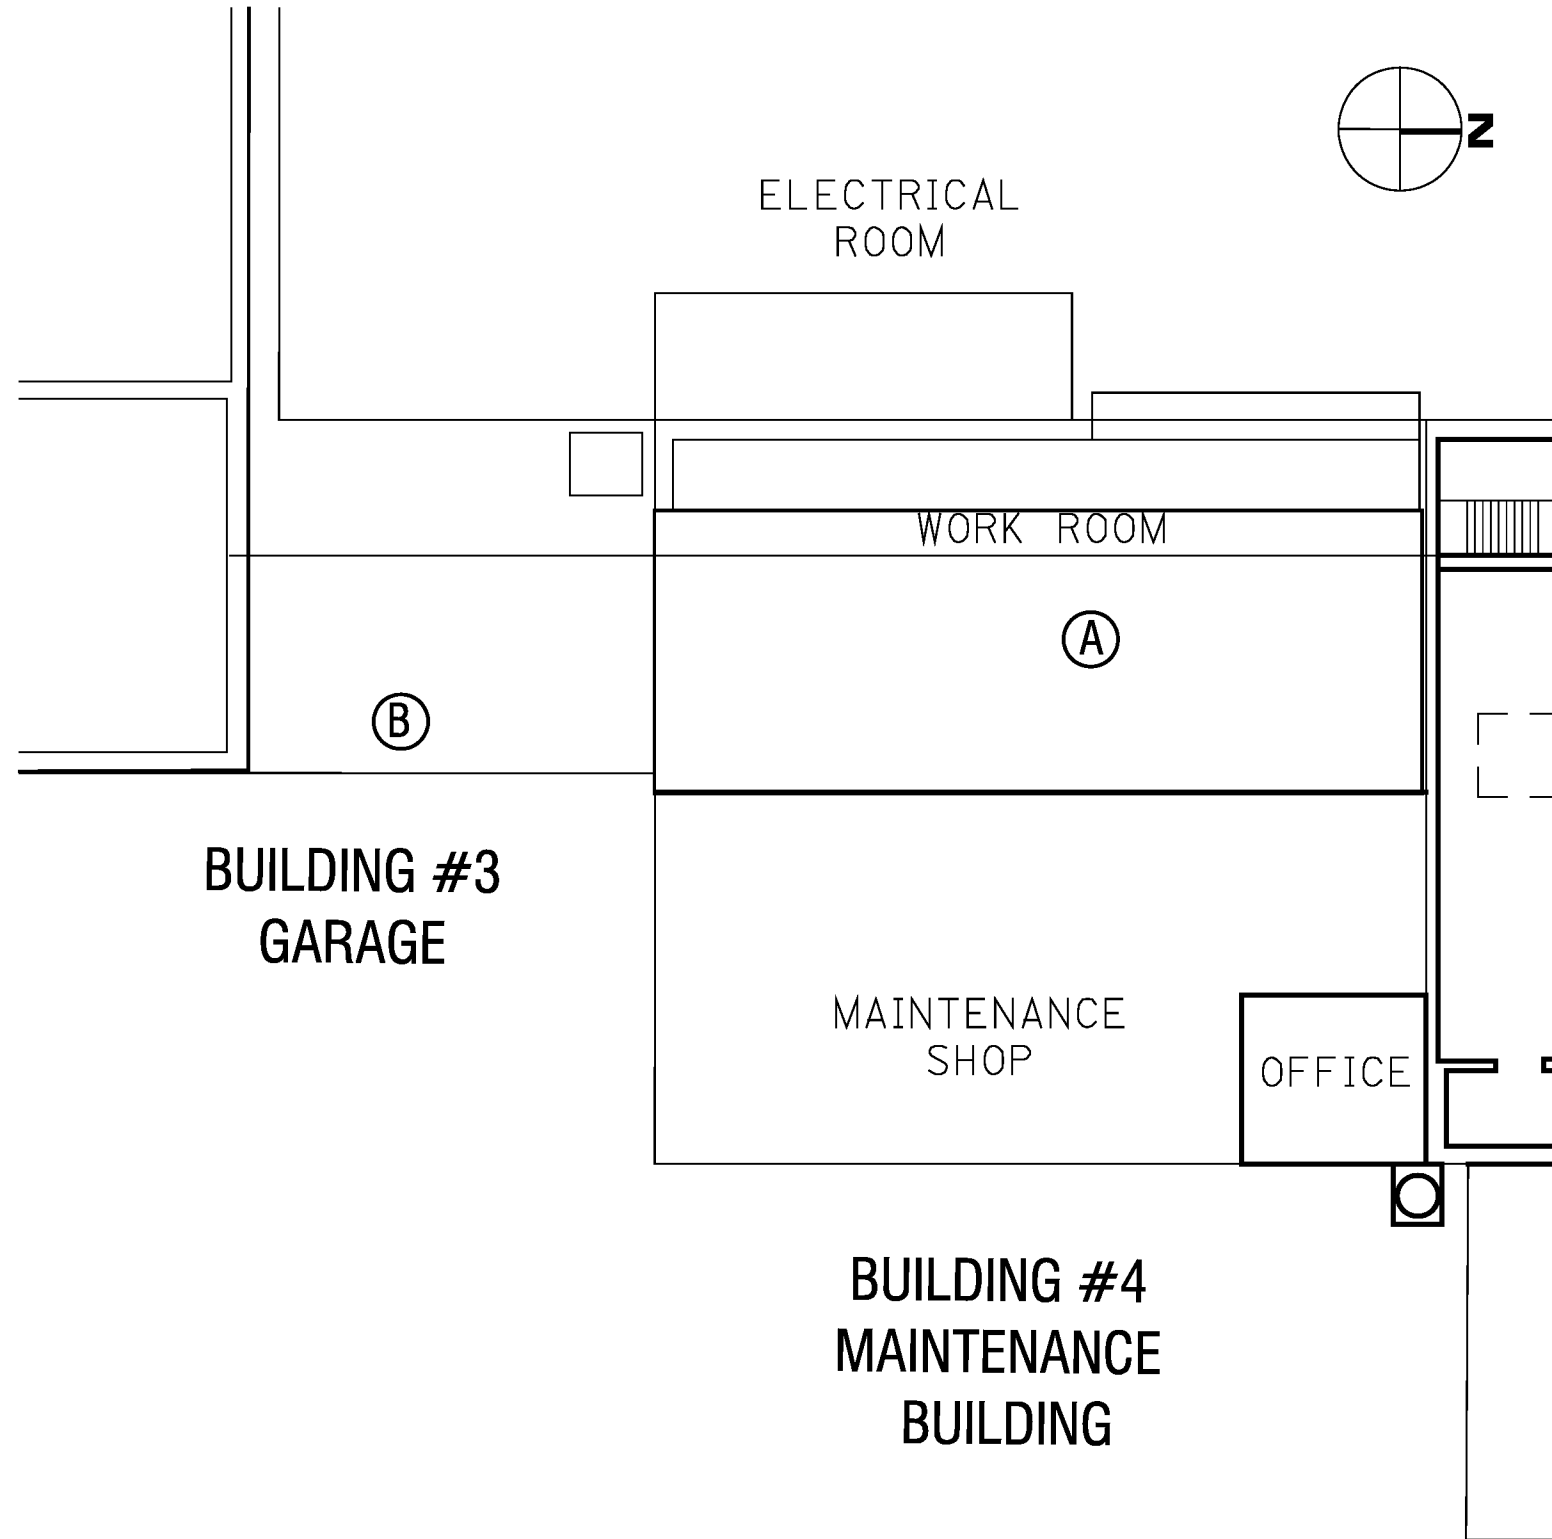 N
ELECTRICAL
ROOM
WORK ROOM
A
B
BUILDING #3
GARAGE
MAINTENANCE
SHOP
OFFICE
BUILDING #4
MAINTENANCE
BUILDING